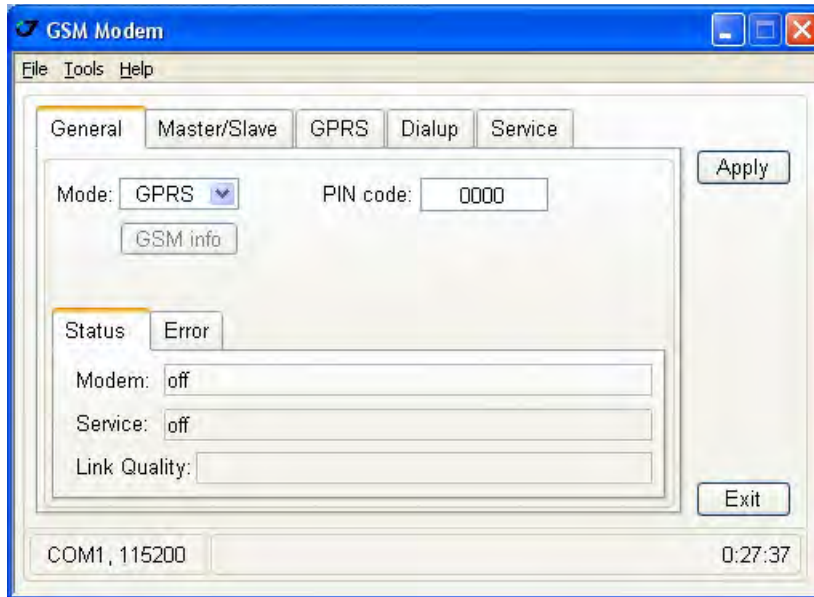 GSM Modem
File Tools Help
General Master/Slave GPRS Dialup Service
Apply
Mode: GPRS PIN code: 0000
GSM info
Status Error
Modem: off
Service: off
Link Quality:
Exit
COM1, 115200 0:27:37